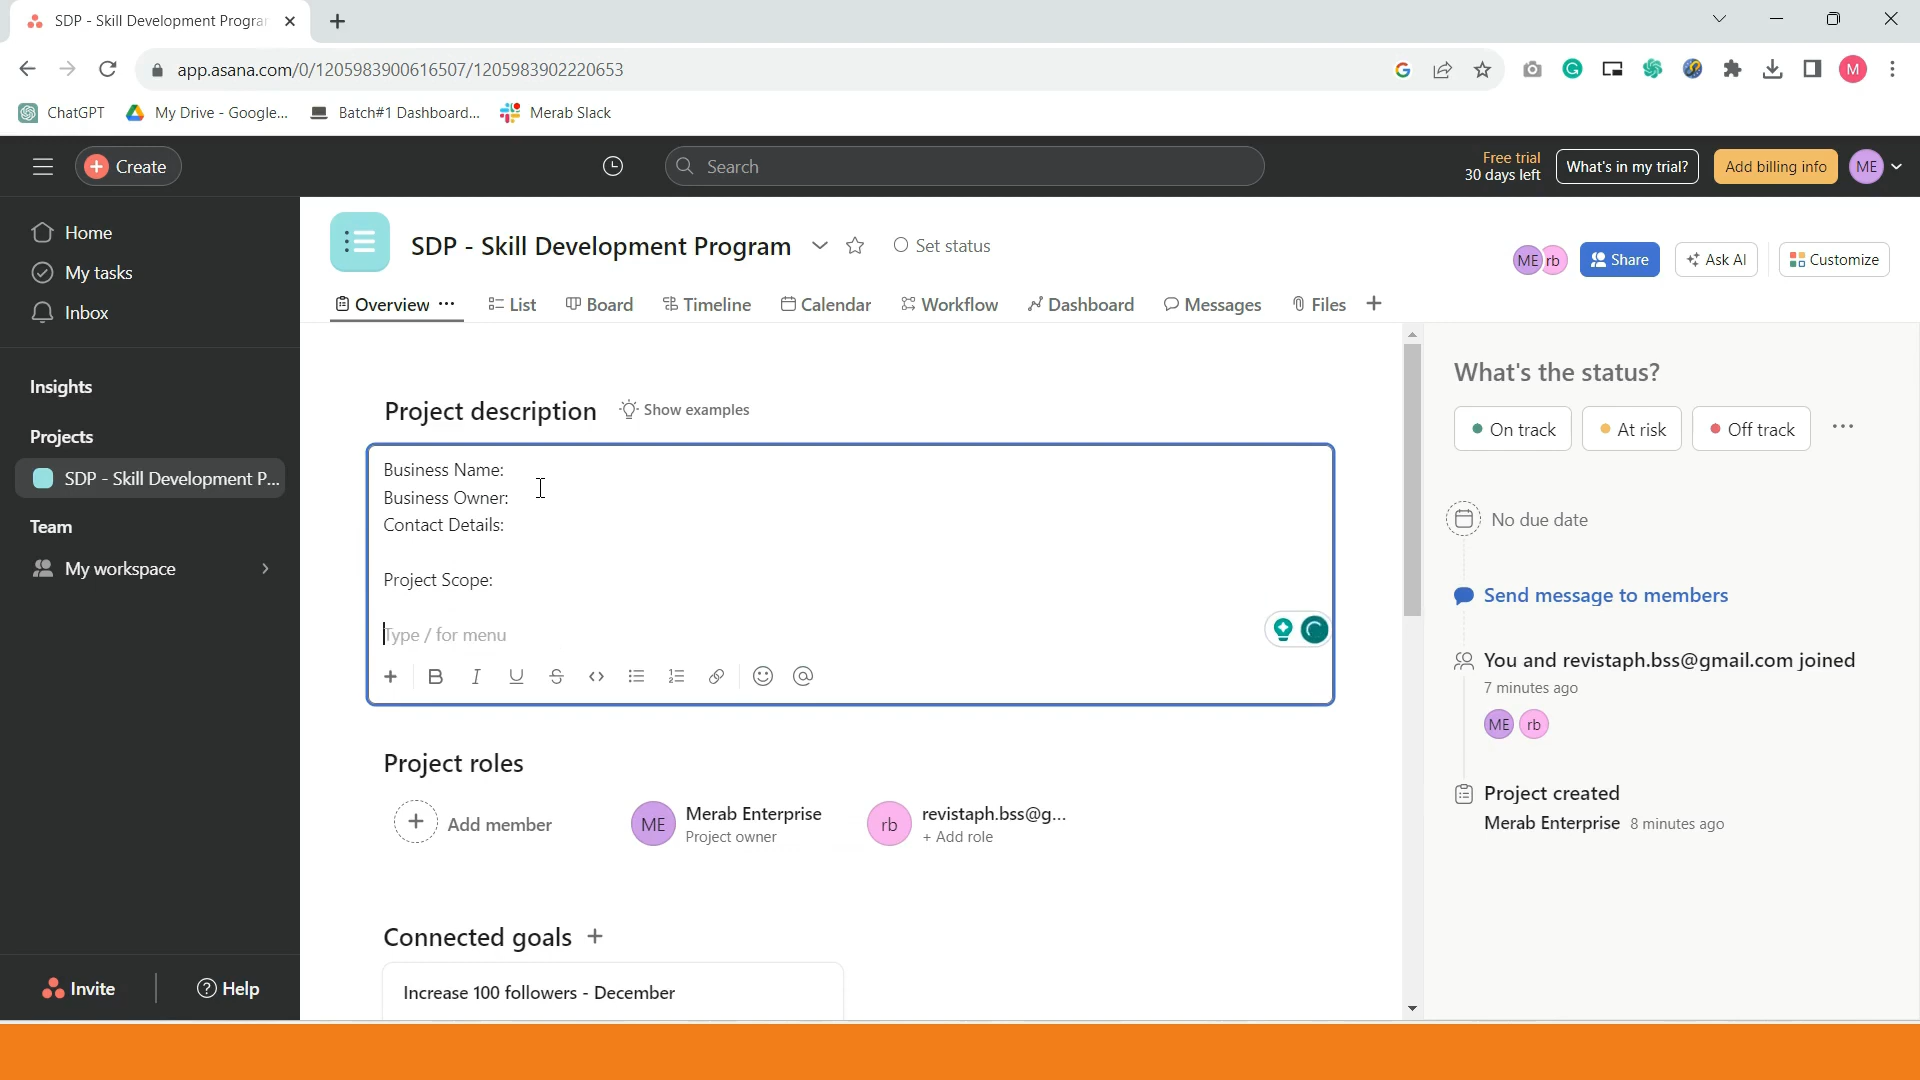 SDP - Skill Development Progra
app.asana.com/0/1205983900616507/1205983902220653
M
ChatGPT
My Drive - Google...
Batch#1 Dashboard...
Merab Slack
Create
Search
Free trial
30 days left
What's in my trial?
Add billing info
ME
Home
My tasks
Inbox
Insights
Projects
SDP - Skill Development P...
Team
My workspace
Invite
Help
SDP - Skill Development Program
Set status
ME rb
Share
Ask AI
Customize
Overview
List
Board
Timeline
Calendar
Workflow
Dashboard
Messages
Files
Project description
Show examples
Business Name:
Business Owner:
Contact Details:
Project Scope:
Type / for menu
Project roles
Add member
ME
Merab Enterprise
Project owner
rb
revistaph.bss@g...
+ Add role
Connected goals
Increase 100 followers - December
What's the status?
On track
At risk
Off track
No due date
Send message to members
You and revistaph.bss@gmail.com joined
7 minutes ago
ME rb
Project created
Merab Enterprise 8 minutes ago